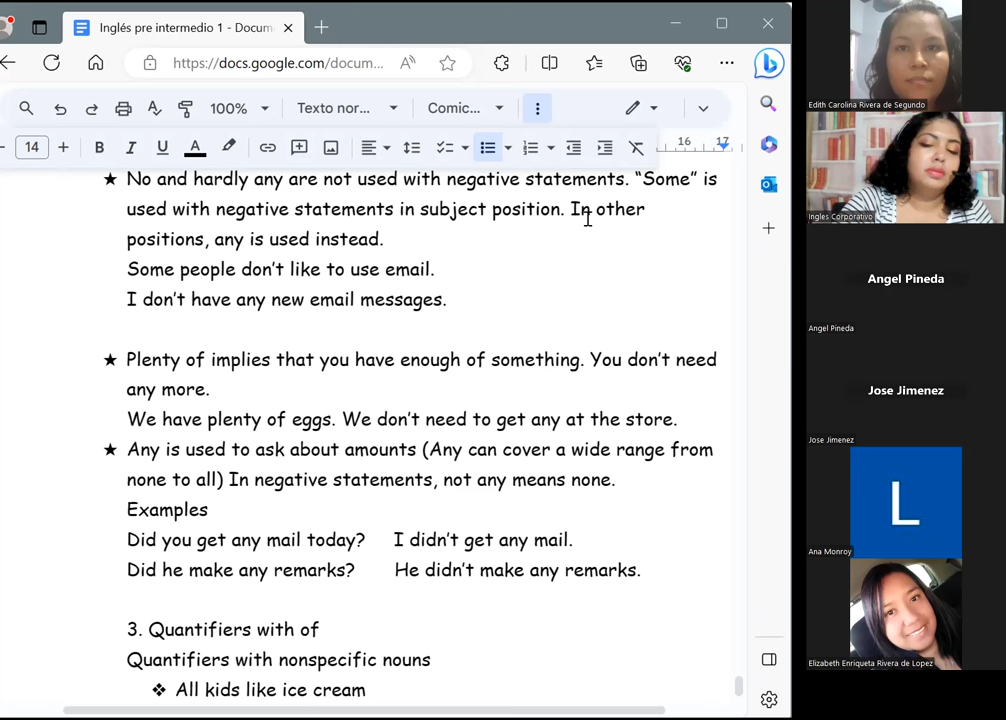 Inglés pre intermedio 1 - Docum
https://docs.google.com/docum...
100%
Texto nor...
Comic...
14
16
17
No and hardly any are not used with negative statements. “Some” is
used with negative statements in subject position. In other
positions, any is used instead.
Some people don’t like to use email.
I don’t have any new email messages.
Plenty of implies that you have enough of something. You don’t need
any more.
We have plenty of eggs. We don’t need to get any at the store.
Any is used to ask about amounts (Any can cover a wide range from
none to all) In negative statements, not any means none.
Examples
Did you get any mail today? I didn’t get any mail.
Did he make any remarks? He didn’t make any remarks.
3. Quantifiers with of
Quantifiers with nonspecific nouns
All kids like ice cream
Edith Carolina Rivera de Segundo
Ingles Corporativo
Angel Pineda
Angel Pineda
Jose Jimenez
Jose Jimenez
L
Ana Monroy
Elizabeth Enriqueta Rivera de Lopez